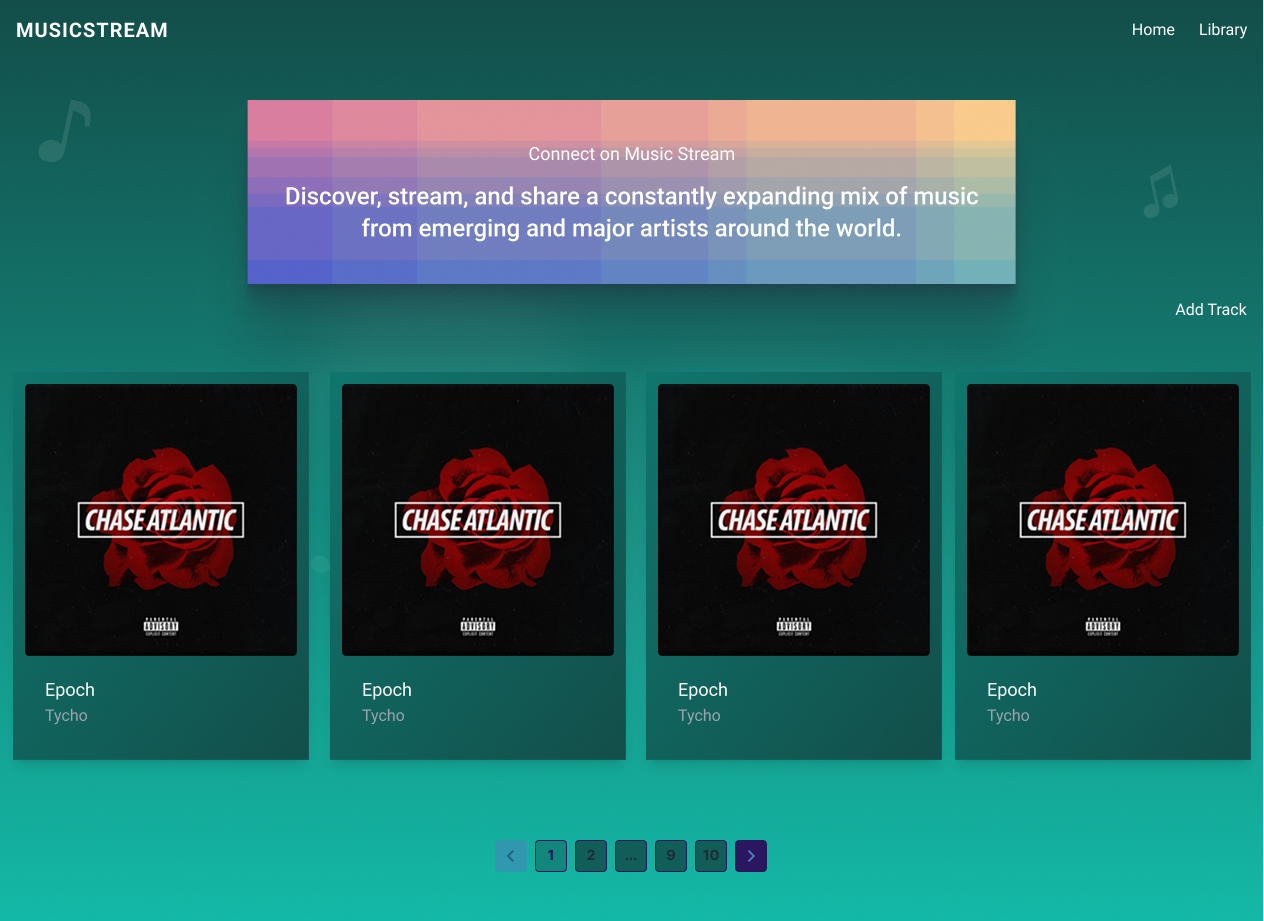 MUSICSTREAM
Home
Library
Connect on Music Stream
Discover, stream, and share a constantly expanding mix of music
from emerging and major artists around the world.
Add Track
CHASE ATLANTIC
PARENTAL
ADVISORY
EXPLICIT CONTENT
Epoch
Tycho
CHASE ATLANTIC
PARENTAL
ADVISORY
EXPLICIT CONTENT
Epoch
Tycho
CHASE ATLANTIC
PARENTAL
ADVISORY
EXPLICIT CONTENT
Epoch
Tycho
CHASE ATLANTIC
PARENTAL
ADVISORY
EXPLICIT CONTENT
Epoch
Tycho
1 2 ... 9 10